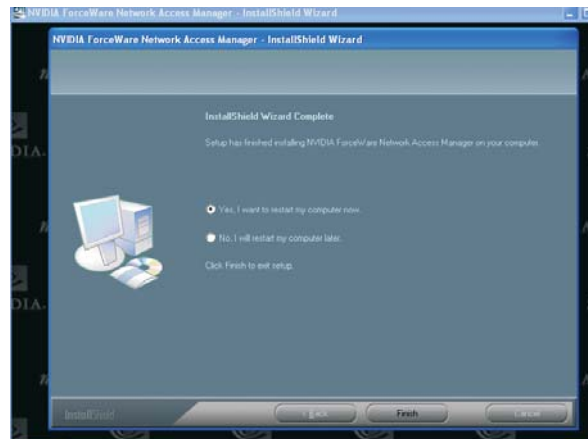 NVIDIA ForceWare Network Access Manager - InstallShield Wizard
NVIDIA ForceWare Network Access Manager - InstallShield Wizard
InstallShield Wizard Complete
Setup has finished installing NVIDIA ForceWare Network Access Manager on your computer.
Yes, I want to restart my computer now.
No, I will restart my computer later.
Click Finish to exit setup.
InstallShield
< Back
Finish
Cancel
DIA.
DIA.